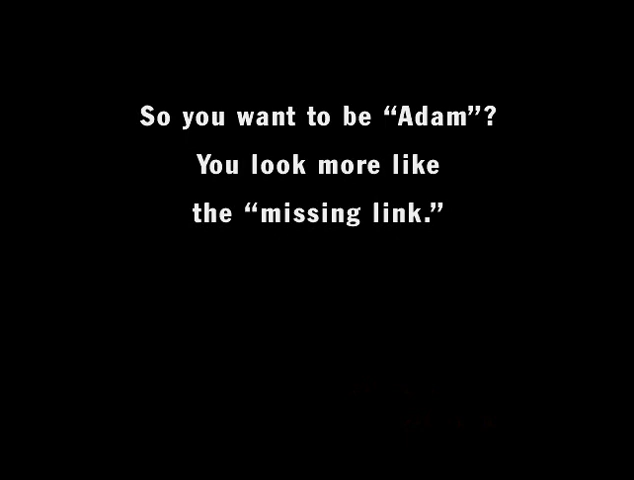 So you want to be “Adam”?
You look more like
the “missing link.”